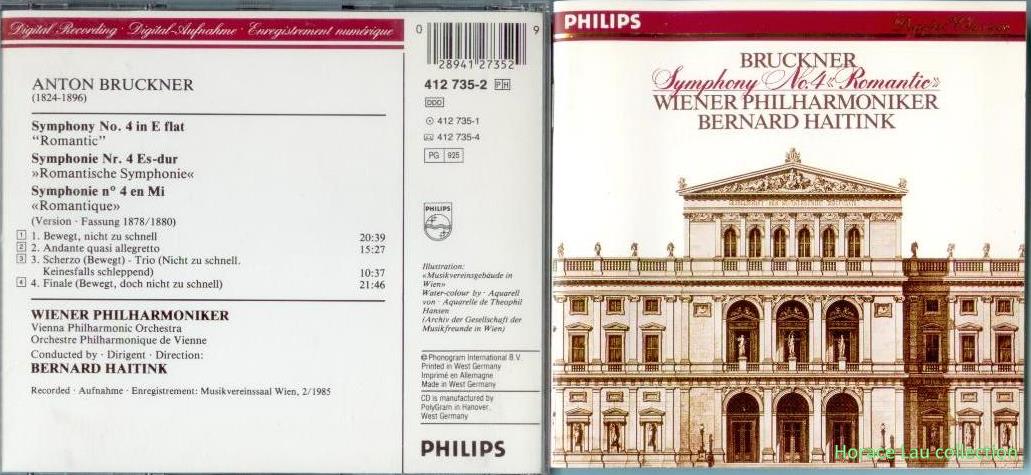 Digital Recording · Digital-Aufnahme · Enregistrement numérique
ANTON BRUCKNER
(1824-1896)
Symphony No. 4 in E flat
“Romantic”
Symphonie Nr. 4 Es-dur
»Romantische Symphonie«
Symphonie n° 4 en Mi
«Romantique»
(Version · Fassung 1878/1880)
1 1. Bewegt, nicht zu schnell 20:39
2 2. Andante quasi allegretto 15:27
3 3. Scherzo (Bewegt) - Trio (Nicht zu schnell.
Keinesfalls schleppend) 10:37
4 4. Finale (Bewegt, doch nicht zu schnell) 21:46
WIENER PHILHARMONIKER
Vienna Philharmonic Orchestra
Orchestre Philharmonique de Vienne
Conducted by · Dirigent · Direction:
BERNARD HAITINK
Recorded · Aufnahme · Enregistrement: Musikvereinssaal Wien, 2/1985
0 28941 27352 9
412 735-2 PH
DDD
412 735-1
412 735-4
PG 925
PHILIPS
Illustration:
«Musikvereinsgebäude in
Wien»
Water-colour by · Aquarell
von · Aquarelle de Theophil
Hansen
(Archiv der Gesellschaft der
Musikfreunde in Wien)
℗ Phonogram International B.V.
Printed in West Germany
Imprimé en Allemagne
Made in West Germany
CD is manufactured by
PolyGram in Hanover,
West Germany
PHILIPS
PHILIPS
Digital Classics
BRUCKNER
Symphony No. 4 «Romantic»
WIENER PHILHARMONIKER
BERNARD HAITINK
Horace Lau collection